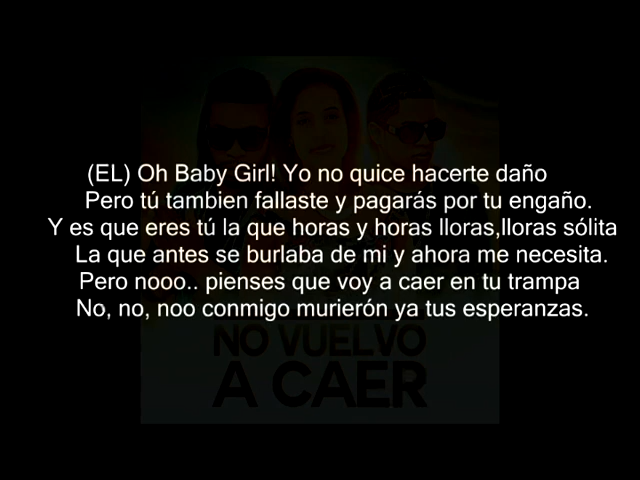 (EL) Oh Baby Girl! Yo no quice hacerte daño
Pero tú tambien fallaste y pagarás por tu engaño.
Y es que eres tú la que horas y horas lloras,lloras sólita
La que antes se burlaba de mi y ahora me necesita.
Pero nooo.. pienses que voy a caer en tu trampa
No, no, noo conmigo murierón ya tus esperanzas.
NO VUELVO
A CAER